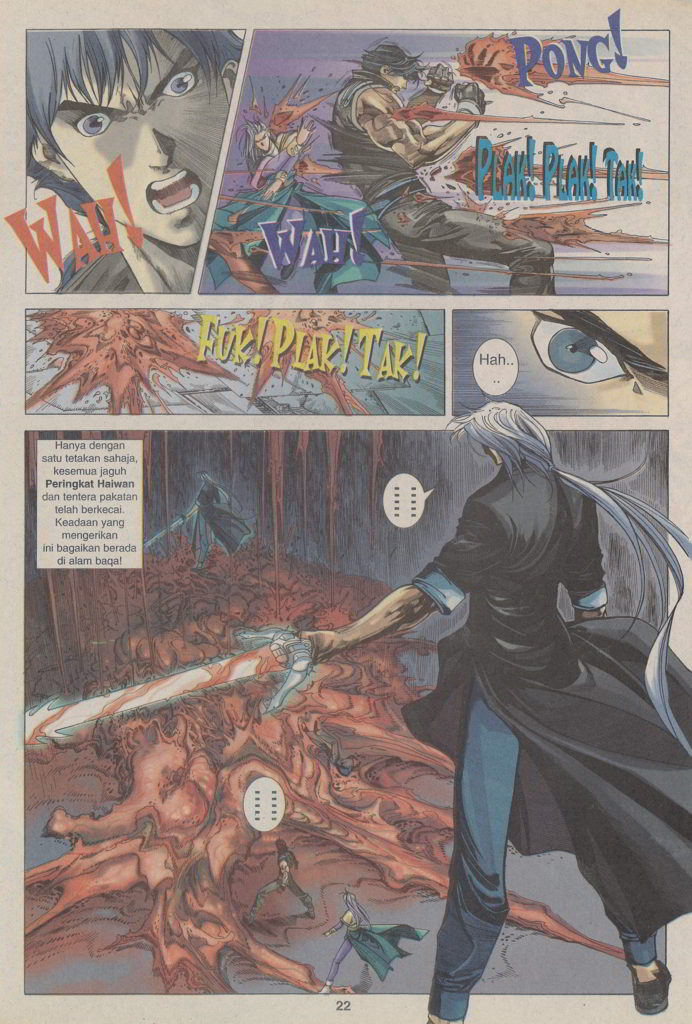 WAH!
PONG!
PLAK! PLAK! TAK!
WAH!
FUK! PLAK! TAK!
Hah..
..
Hanya dengan
satu tetakan sahaja,
kesemua jaguh
Peringkat Haiwan
dan tentera pakatan
telah berkecai.
Keadaan yang
mengerikan
ini bagaikan berada
di alam baqa!
22